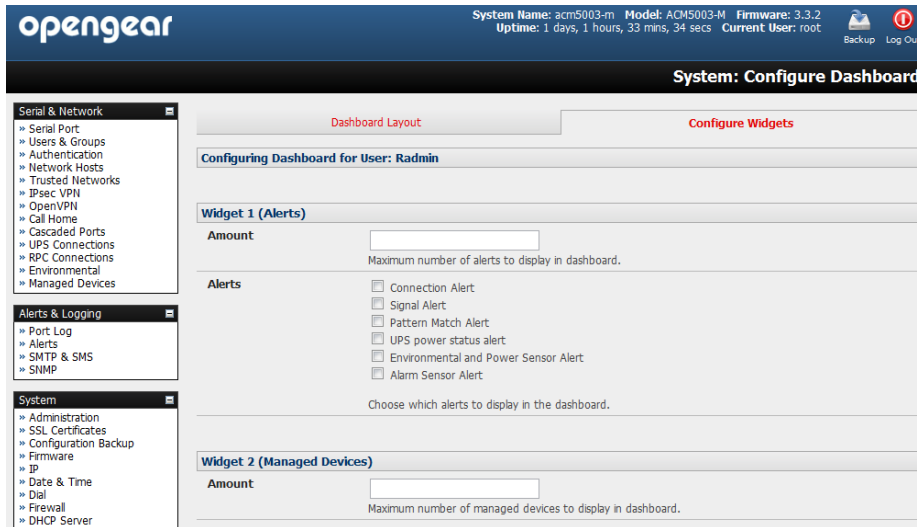 opengear
System Name: acm5003-m Model: ACM5003-M Firmware: 3.3.2
Uptime: 1 days, 1 hours, 33 mins, 34 secs Current User: root
Backup
Log Ou
System: Configure Dashboard
Serial & Network
» Serial Port
» Users & Groups
» Authentication
» Network Hosts
» Trusted Networks
» IPsec VPN
» OpenVPN
» Call Home
» Cascaded Ports
» UPS Connections
» RPC Connections
» Environmental
» Managed Devices
Alerts & Logging
» Port Log
» Alerts
» SMTP & SMS
» SNMP
System
» Administration
» SSL Certificates
» Configuration Backup
» Firmware
» IP
» Date & Time
» Dial
» Firewall
» DHCP Server
Dashboard Layout
Configure Widgets
Configuring Dashboard for User: Radmin
Widget 1 (Alerts)
Amount
Maximum number of alerts to display in dashboard.
Alerts
Connection Alert
Signal Alert
Pattern Match Alert
UPS power status alert
Environmental and Power Sensor Alert
Alarm Sensor Alert
Choose which alerts to display in the dashboard.
Widget 2 (Managed Devices)
Amount
Maximum number of managed devices to display in dashboard.